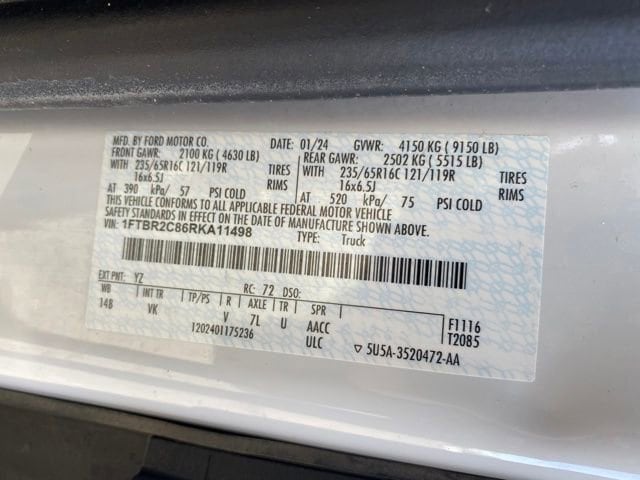 MFD. BY FORD MOTOR CO. DATE: 01/24 GVWR: 4150 KG ( 9150 LB)
FRONT GAWR: 2100 KG ( 4630 LB) REAR GAWR: 2502 KG ( 5515 LB)
WITH 235/65R16C 121/119R TIRES WITH 235/65R16C 121/119R TIRES
16x6.5J RIMS 16x6.5J RIMS
AT 390 kPa/ 57 PSI COLD AT 520 kPa/ 75 PSI COLD
THIS VEHICLE CONFORMS TO ALL APPLICABLE FEDERAL MOTOR VEHICLE
SAFETY STANDARDS IN EFFECT ON THE DATE OF MANUFACTURE SHOWN ABOVE.
VIN: 1FTBR2C86RKA11498 TYPE: Truck
EXT PNT: YZ RC: 72 DSO:
WB INT TR TP/PS R AXLE TR SPR
148 VK V 7L U AACC
ULC
1202401175236
F1116
T2085
▽ 5U5A-3520472-AA